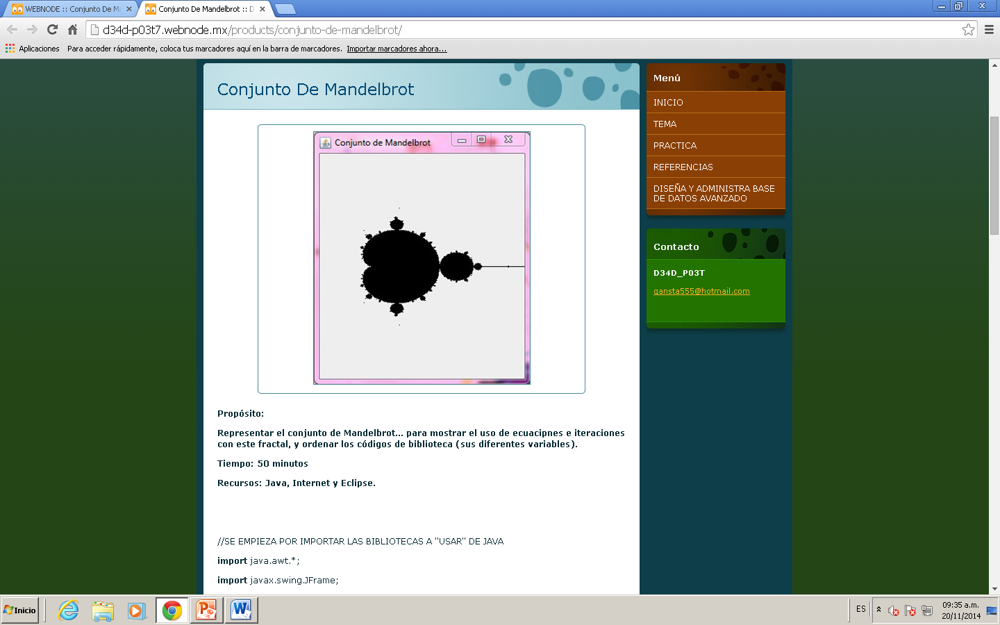 WEBNODE :: Conjunto De M
Conjunto De Mandelbrot :: D
d34d-p03t7.webnode.mx/products/conjunto-de-mandelbrot/
Aplicaciones Para acceder rápidamente, coloca tus marcadores aquí en la barra de marcadores. Importar marcadores ahora...
Conjunto De Mandelbrot
Conjunto de Mandelbrot
Propósito:
Representar el conjunto de Mandelbrot... para mostrar el uso de ecuacipnes e iteraciones
con este fractal, y ordenar los códigos de biblioteca (sus diferentes variables).
Tiempo: 50 minutos
Recursos: Java, Internet y Eclipse.
//SE EMPIEZA POR IMPORTAR LAS BIBLIOTECAS A "USAR" DE JAVA
import java.awt.*;
import javax.swing.JFrame;
Menú
INICIO
TEMA
PRACTICA
REFERENCIAS
DISEÑA Y ADMINISTRA BASE
DE DATOS AVANZADO
Contacto
D34D_P03T
gansta555@hotmail.com
Inicio
ES
09:35 a.m.
20/11/2014